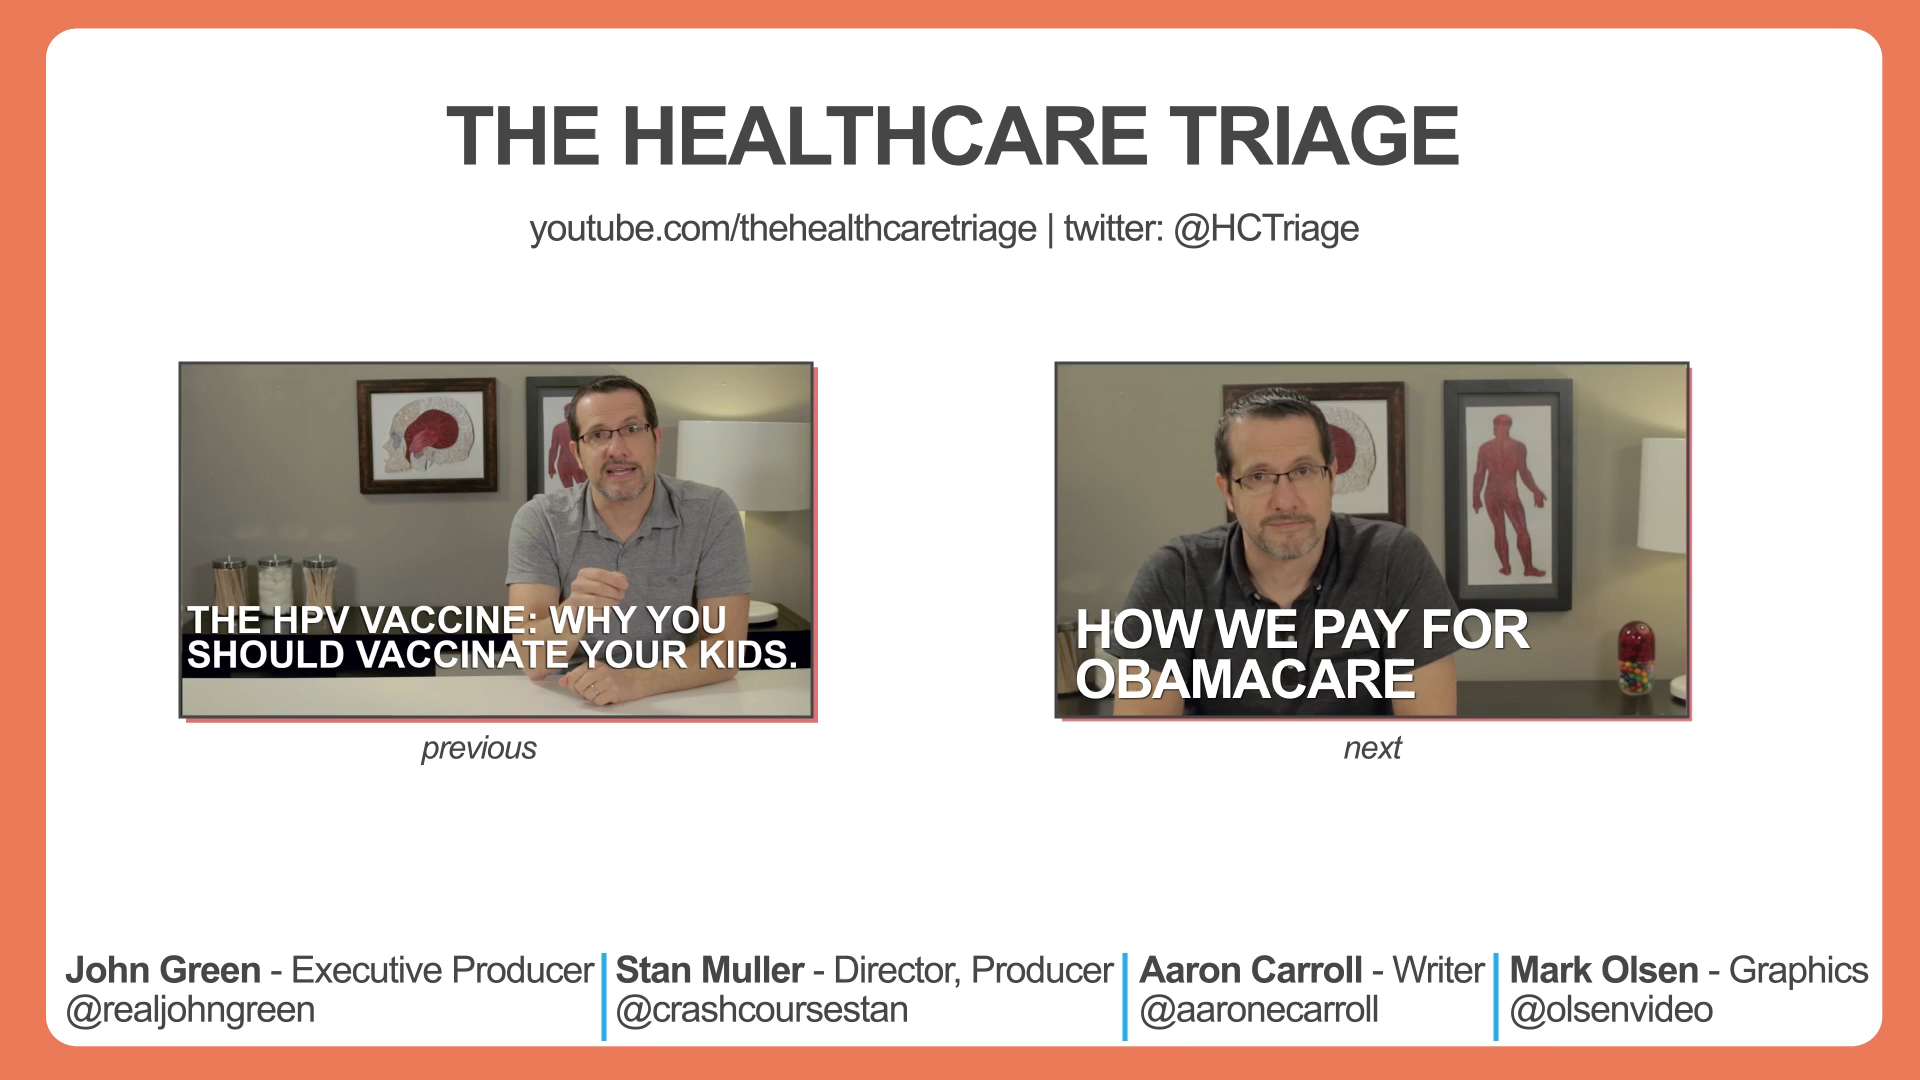 THE HEALTHCARE TRIAGE
youtube.com/thehealthcaretriage | twitter: @HCTriage
THE HPV VACCINE: WHY YOU
SHOULD VACCINATE YOUR KIDS.
previous
HOW WE PAY FOR
OBAMACARE
next
John Green - Executive Producer
@realjohngreen
Stan Muller - Director, Producer
@crashcoursestan
Aaron Carroll - Writer
@aaronecarroll
Mark Olsen - Graphics
@olsenvideo